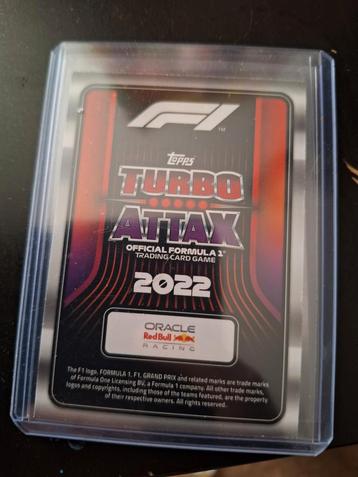 F1
TM
Topps
TURBO
ATTAX
OFFICIAL FORMULA 1®
TRADING CARD GAME
2022
ORACLE
Red Bull
RACING
The F1 logo, FORMULA 1, F1, GRAND PRIX and related marks are trade marks
of Formula One Licensing BV, a Formula 1 company. All other trade marks,
logos and copyrights, including those of the teams featured, are the property
of their respective owners. All rights reserved.